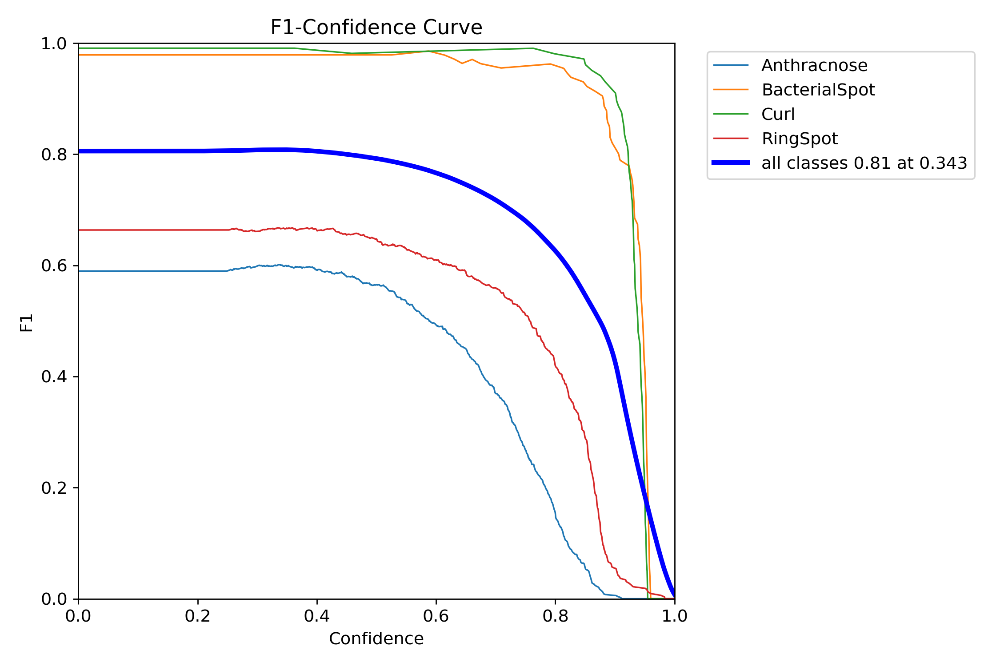 F1-Confidence Curve
1.0
0.8
0.6
0.4
0.2
0.0
F1
0.0 0.2 0.4 0.6 0.8 1.0
Confidence
Anthracnose
BacterialSpot
Curl
RingSpot
all classes 0.81 at 0.343